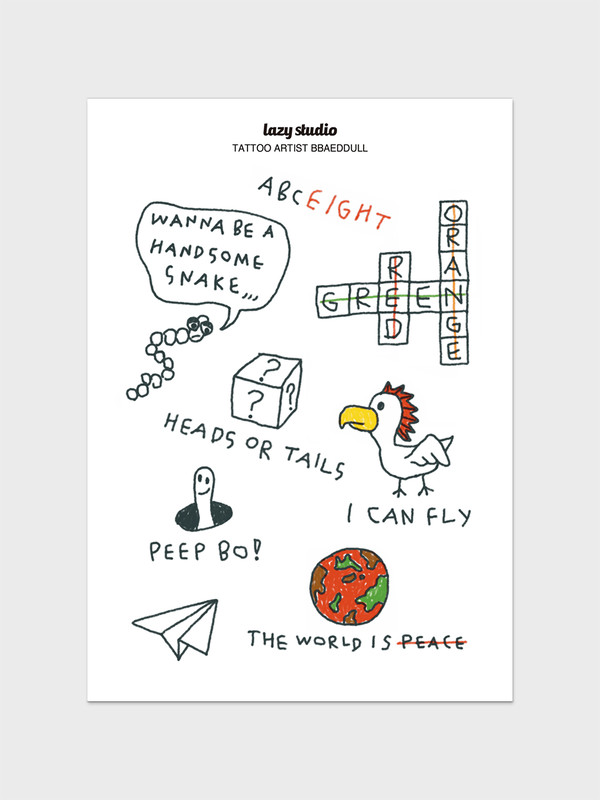 lazy studio
TATTOO ARTIST BBAEDDULL
ABCEIGHT
WANNA BE A
HANDSOME
SNAKE,,,
ORANGE
RED
GREEN
? ? ?
HEADS OR TAILS
I CAN FLY
PEEP BO!
THE WORLD IS PEACE